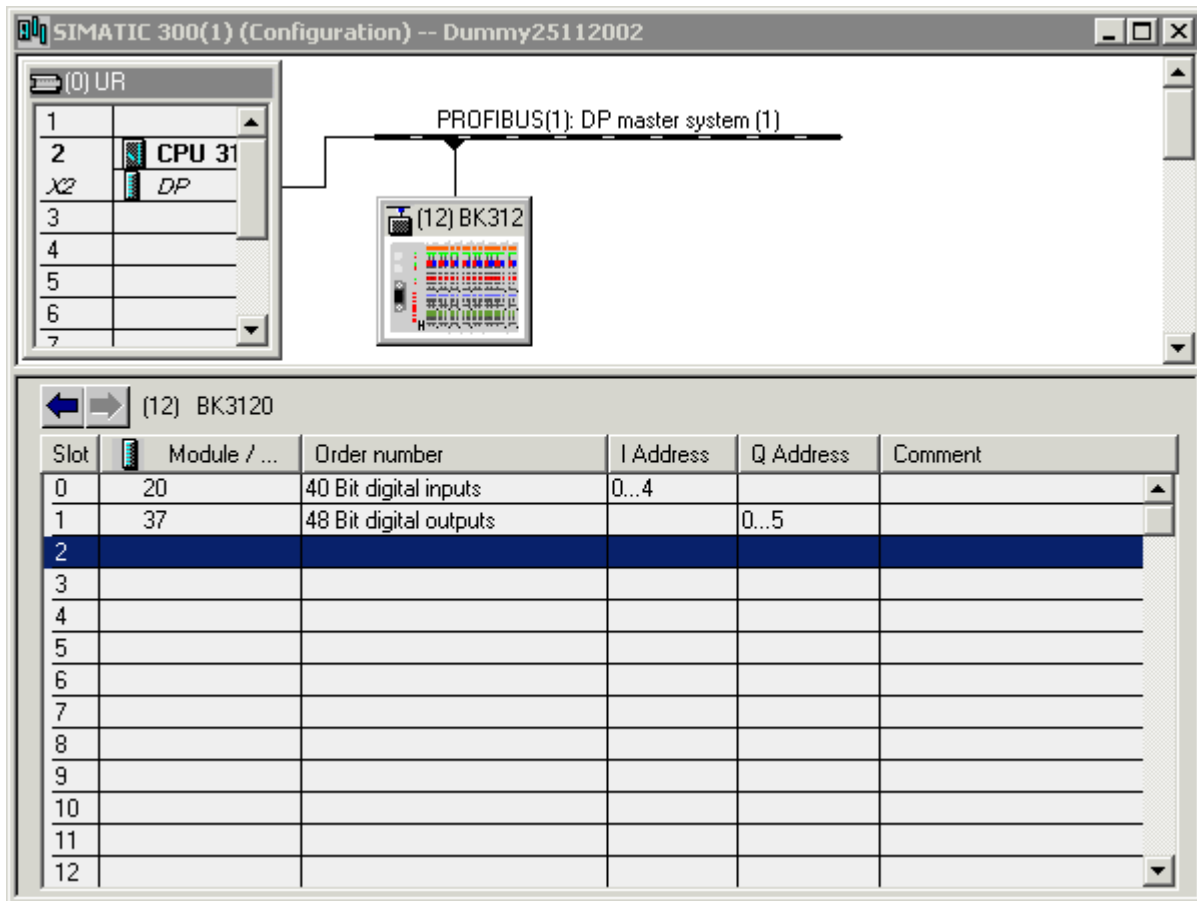 SIMATIC 300(1) (Configuration) -- Dummy25112002
(0) UR
1
2 CPU 31
X2 DP
3
4
5
6
7
PROFIBUS(1): DP master system (1)
(12) BK312
H
(12) BK3120
Slot Module / ... Order number I Address Q Address Comment
0 20 40 Bit digital inputs 0...4
1 37 48 Bit digital outputs 0...5
2
3
4
5
6
7
8
9
10
11
12